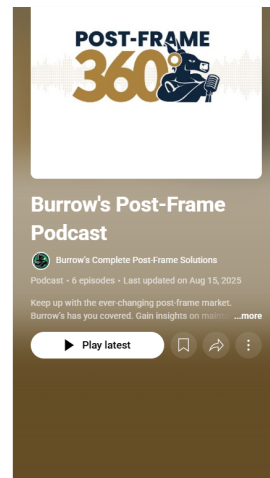 POST-FRAME
360°
Burrow's Post-Frame
Podcast
Burrow's Complete Post-Frame Solutions
Podcast • 6 episodes • Last updated on Aug 15, 2025
Keep up with the ever-changing post-frame market.
Burrow's has you covered. Gain insights on ...more
Play latest